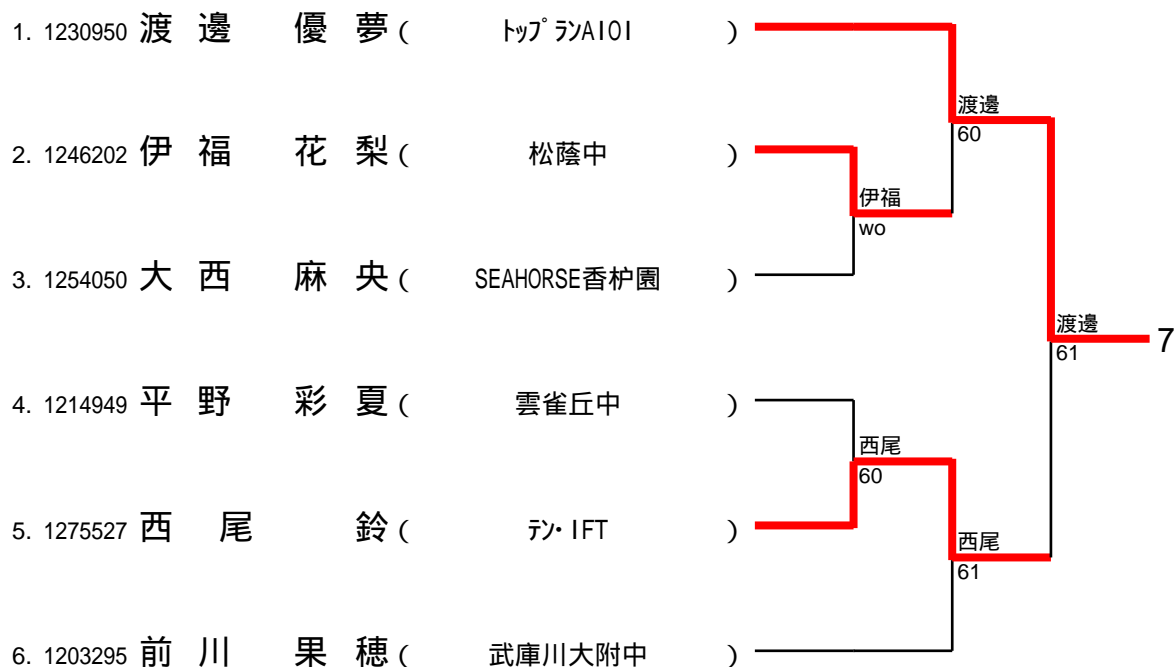 1. 1230950 渡邊 優夢 ( トップランAIOI )
渡邊
60
2. 1246202 伊福 花梨 ( 松蔭中 )
伊福
wo
3. 1254050 大西 麻央 ( SEAHORSE香枦園 )
渡邊
61
7
4. 1214949 平野 彩夏 ( 雲雀丘中 )
西尾
60
5. 1275527 西尾 鈴 ( テン・IFT )
西尾
61
6. 1203295 前川 果穂 ( 武庫川大附中 )